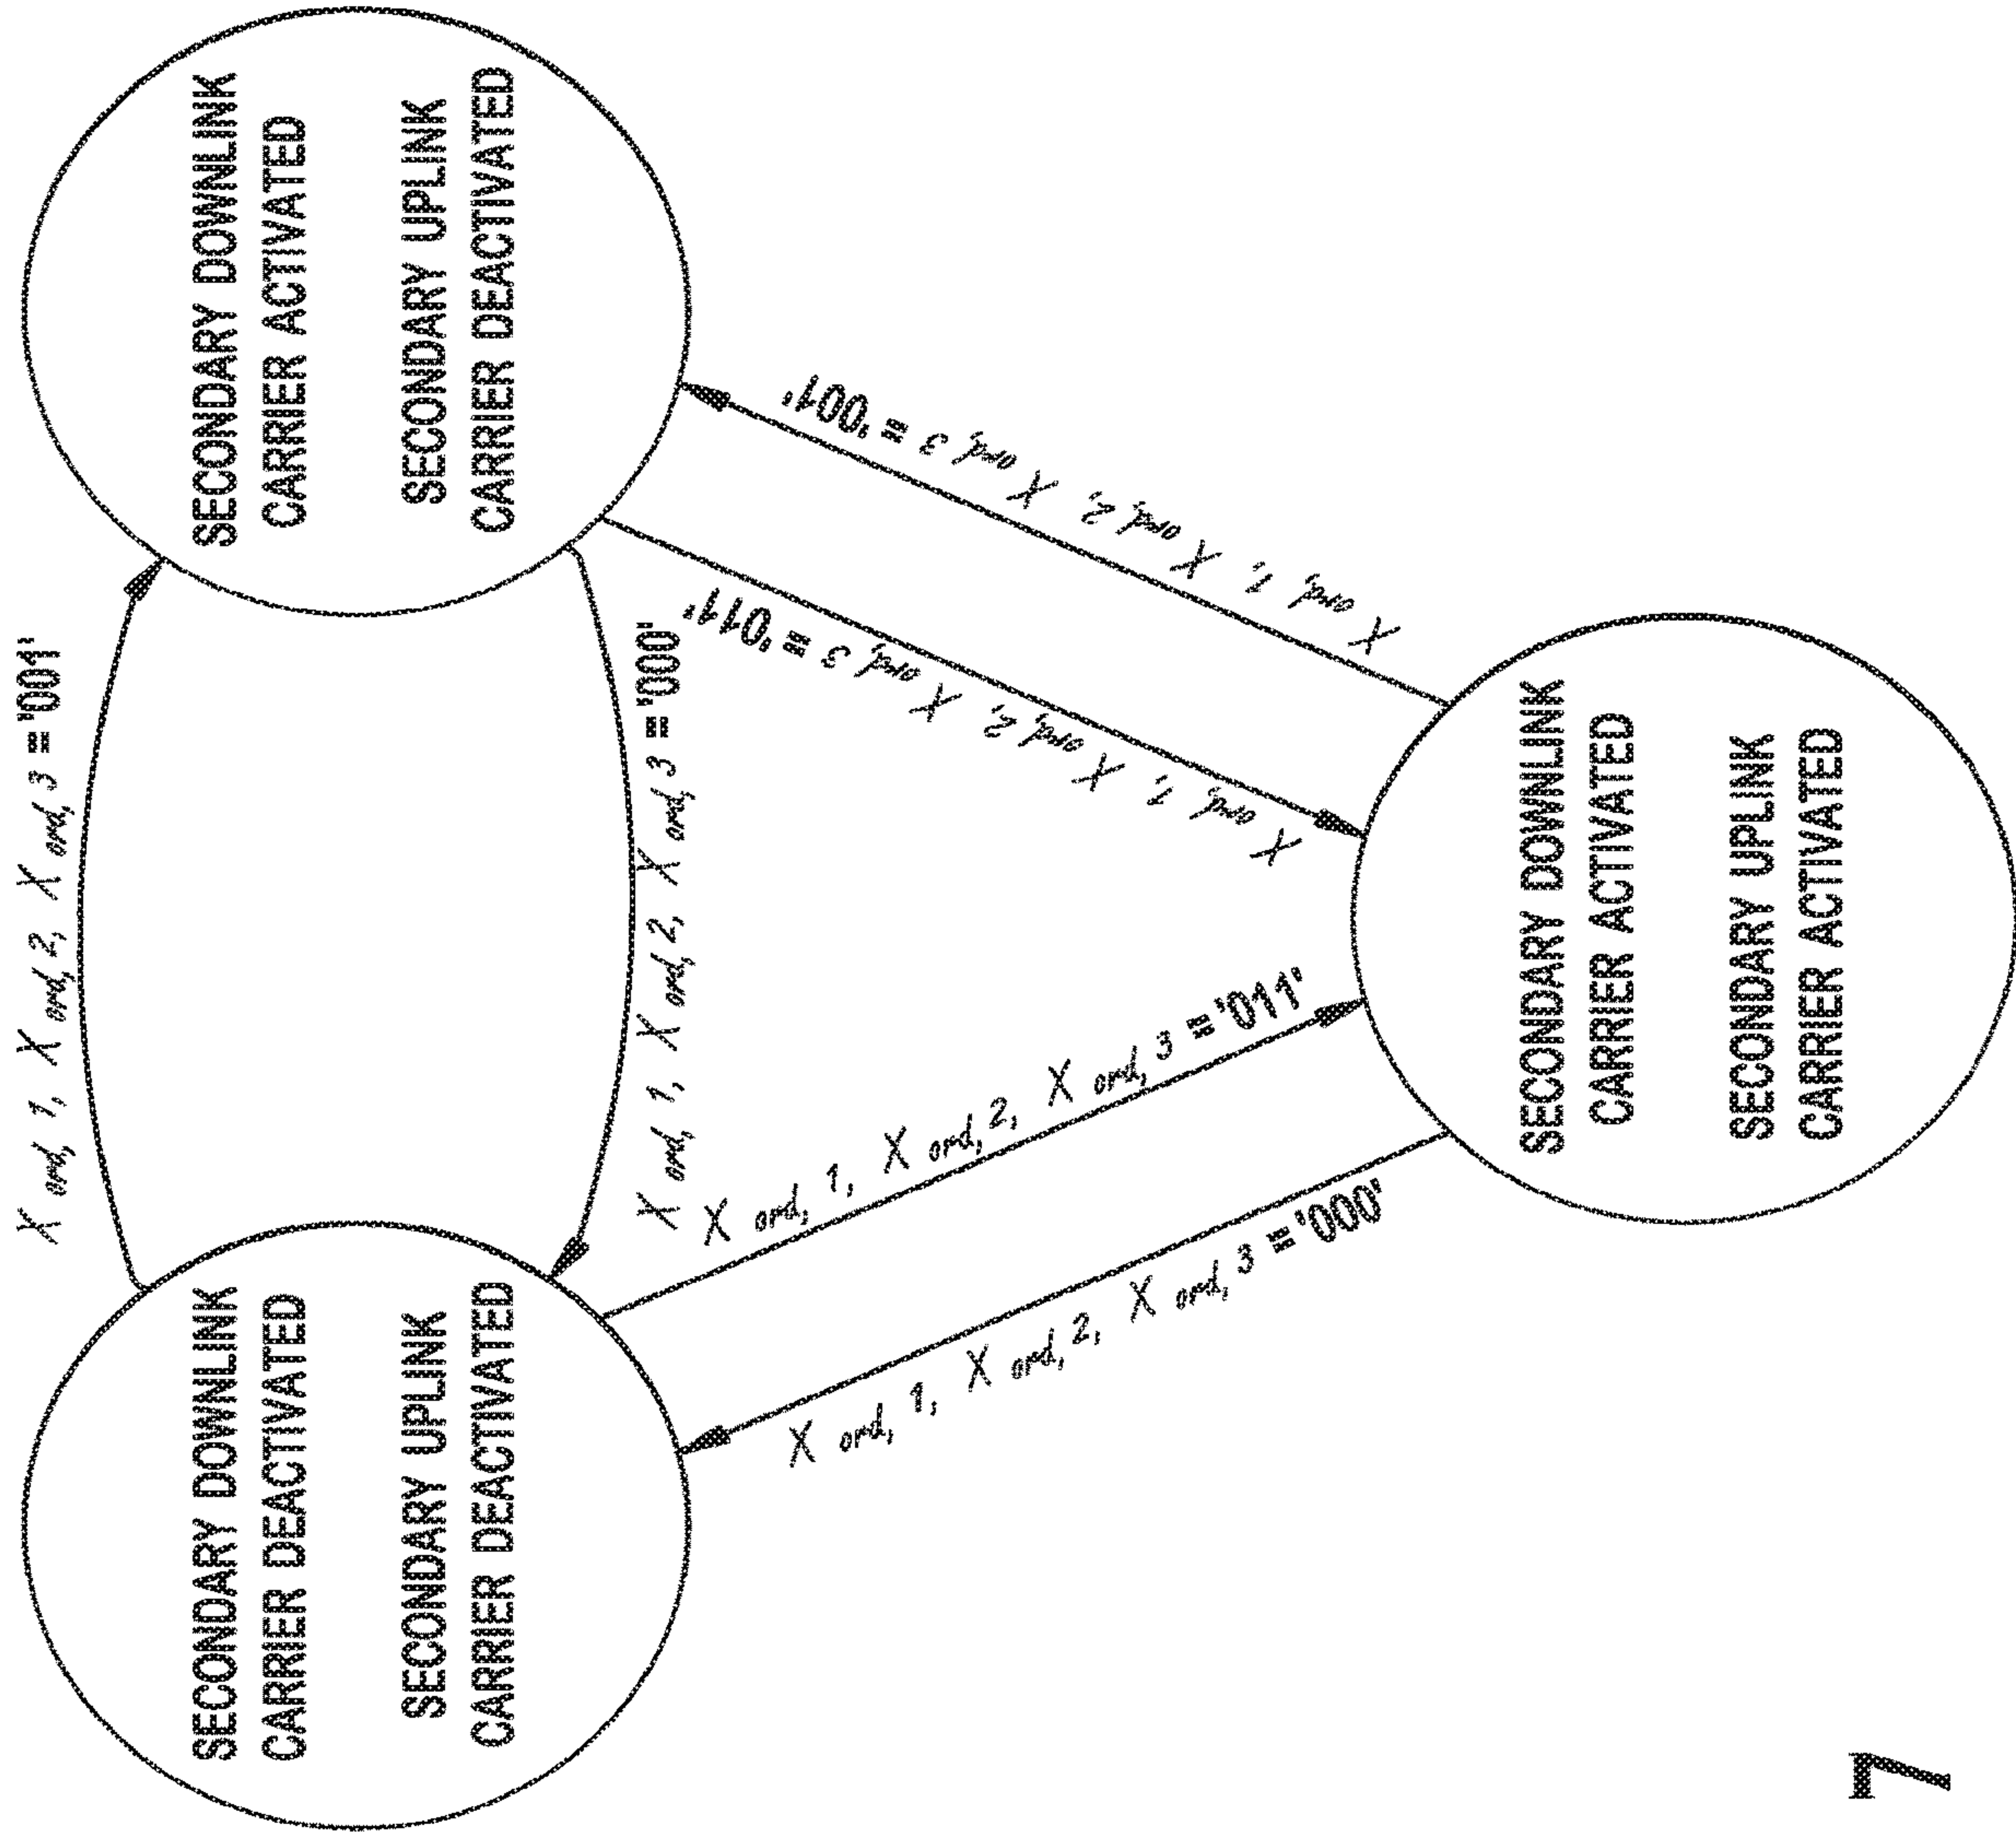 X ord, 1, X ord, 2, X ord, 3 = '001'
SECONDARY DOWNLINK
CARRIER DEACTIVATED
SECONDARY UPLINK
CARRIER DEACTIVATED
SECONDARY DOWNLINK
CARRIER ACTIVATED
SECONDARY UPLINK
CARRIER DEACTIVATED
X ord, 1, X ord, 2, X ord, 3 = '000'
X ord, 1, X ord, 2, X ord, 3 = '011'
X ord, 1, X ord, 2, X ord, 3 = '000'
X ord, 1, X ord, 2, X ord, 3 = '011'
X ord, 1, X ord, 2, X ord, 3 = '001'
SECONDARY DOWNLINK
CARRIER ACTIVATED
SECONDARY UPLINK
CARRIER ACTIVATED
7